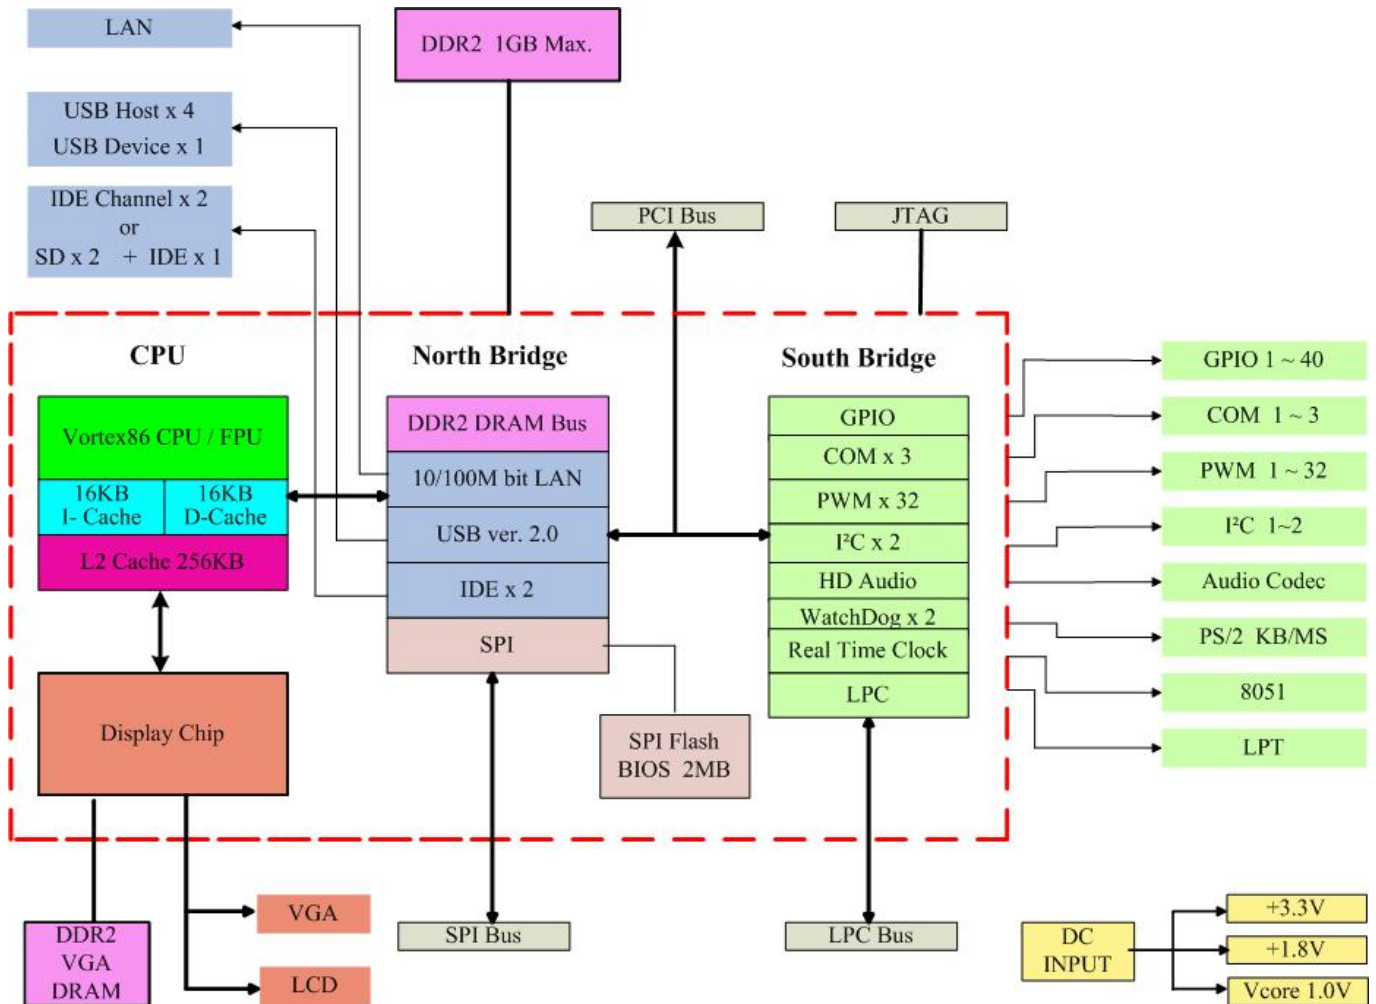 LAN
DDR2 1GB Max.
USB Host x 4
USB Device x 1
IDE Channel x 2
or
SD x 2 + IDE x 1
PCI Bus
JTAG
CPU
North Bridge
South Bridge
Vortex86 CPU / FPU
16KB
I- Cache
16KB
D-Cache
L2 Cache 256KB
Display Chip
DDR2 DRAM Bus
10/100M bit LAN
USB ver. 2.0
IDE x 2
SPI
SPI Flash
BIOS 2MB
GPIO
COM x 3
PWM x 32
I²C x 2
HD Audio
WatchDog x 2
Real Time Clock
LPC
GPIO 1 ~ 40
COM 1 ~ 3
PWM 1 ~ 32
I²C 1~2
Audio Codec
PS/2 KB/MS
8051
LPT
DDR2
VGA
DRAM
VGA
LCD
SPI Bus
LPC Bus
DC
INPUT
+3.3V
+1.8V
Vcore 1.0V